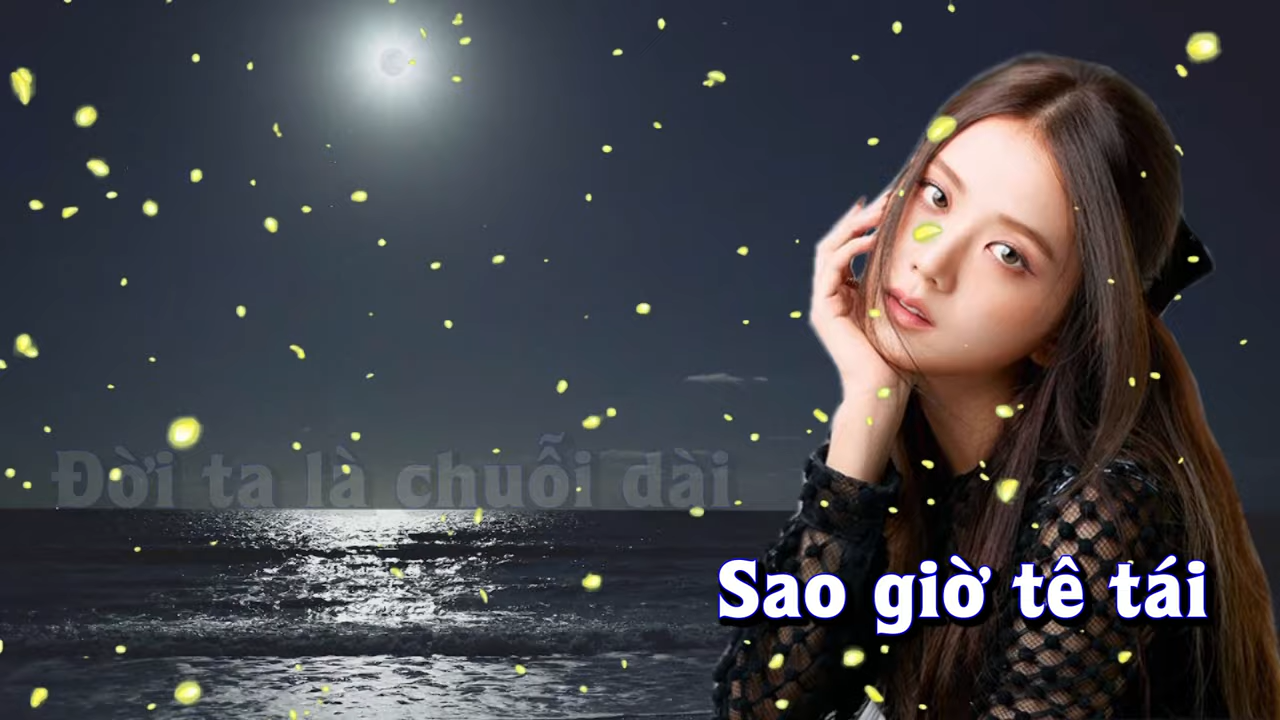 Đời ta là chuỗi dài
Sao giờ tê tái